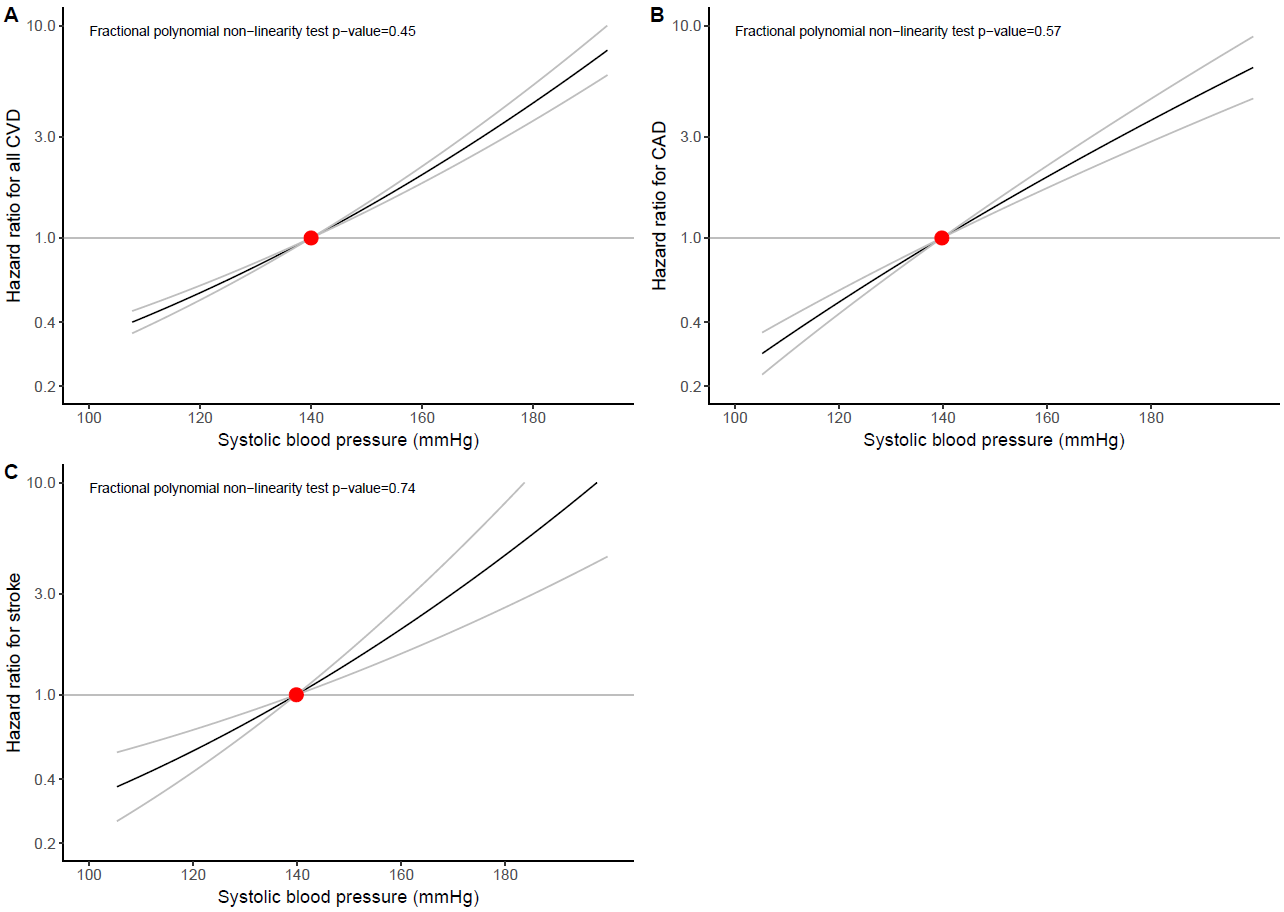 A
Fractional polynomial non−linearity test p−value=0.45
Hazard ratio for all CVD
10.0
3.0
1.0
0.4
0.2
100 120 140 160 180
Systolic blood pressure (mmHg)
B
Fractional polynomial non−linearity test p−value=0.57
Hazard ratio for CAD
10.0
3.0
1.0
0.4
0.2
100 120 140 160 180
Systolic blood pressure (mmHg)
C
Fractional polynomial non−linearity test p−value=0.74
Hazard ratio for stroke
10.0
3.0
1.0
0.4
0.2
100 120 140 160 180
Systolic blood pressure (mmHg)